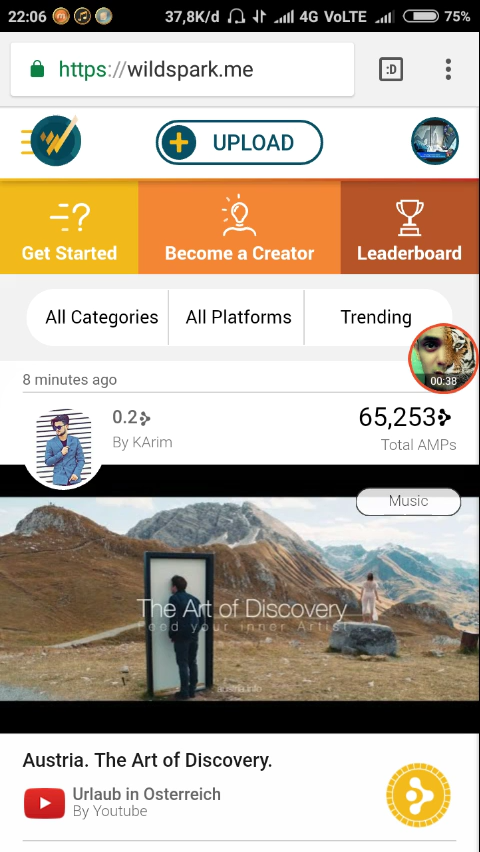 22:06 37,8K/d 4G VoLTE 75%
https://wildspark.me :D
UPLOAD
Get Started Become a Creator Leaderboard
All Categories All Platforms Trending
00:38
8 minutes ago
0.2 65,253
By KArim Total AMPs
Music
The Art of Discovery
Feed your inner Artist
austria.info
Austria. The Art of Discovery.
Urlaub in Osterreich
By Youtube